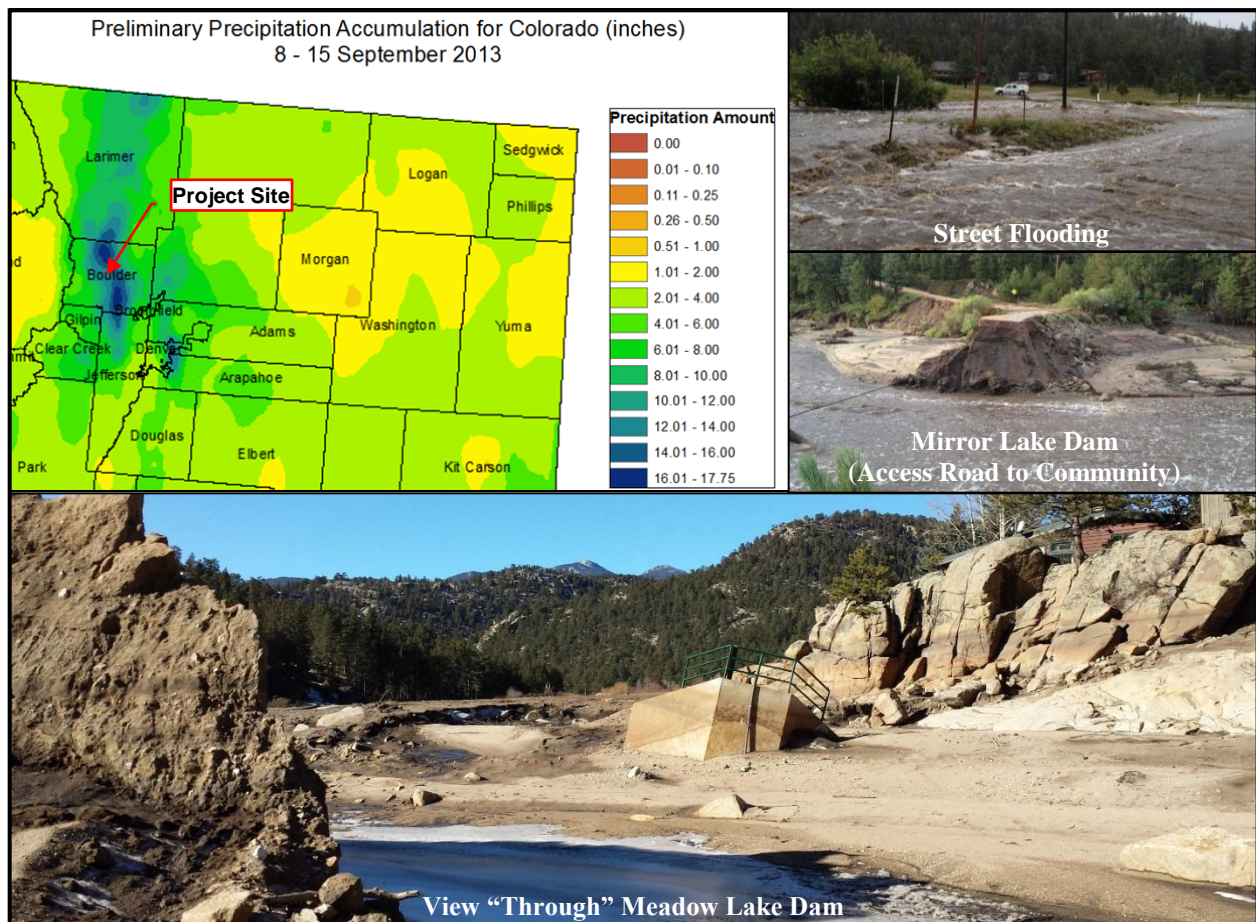 Preliminary Precipitation Accumulation for Colorado (inches)
8 - 15 September 2013
Larimer
Project Site
Boulder
Gilpin
Broomfield
Clear Creek
Denver
Jefferson
Adams
Arapahoe
Douglas
Elbert
Park
Morgan
Logan
Washington
Sedgwick
Phillips
Yuma
Kit Carson
Precipitation Amount
0.00
0.01 - 0.10
0.11 - 0.25
0.26 - 0.50
0.51 - 1.00
1.01 - 2.00
2.01 - 4.00
4.01 - 6.00
6.01 - 8.00
8.01 - 10.00
10.01 - 12.00
12.01 - 14.00
14.01 - 16.00
16.01 - 17.75
Street Flooding
Mirror Lake Dam
(Access Road to Community)
View “Through” Meadow Lake Dam